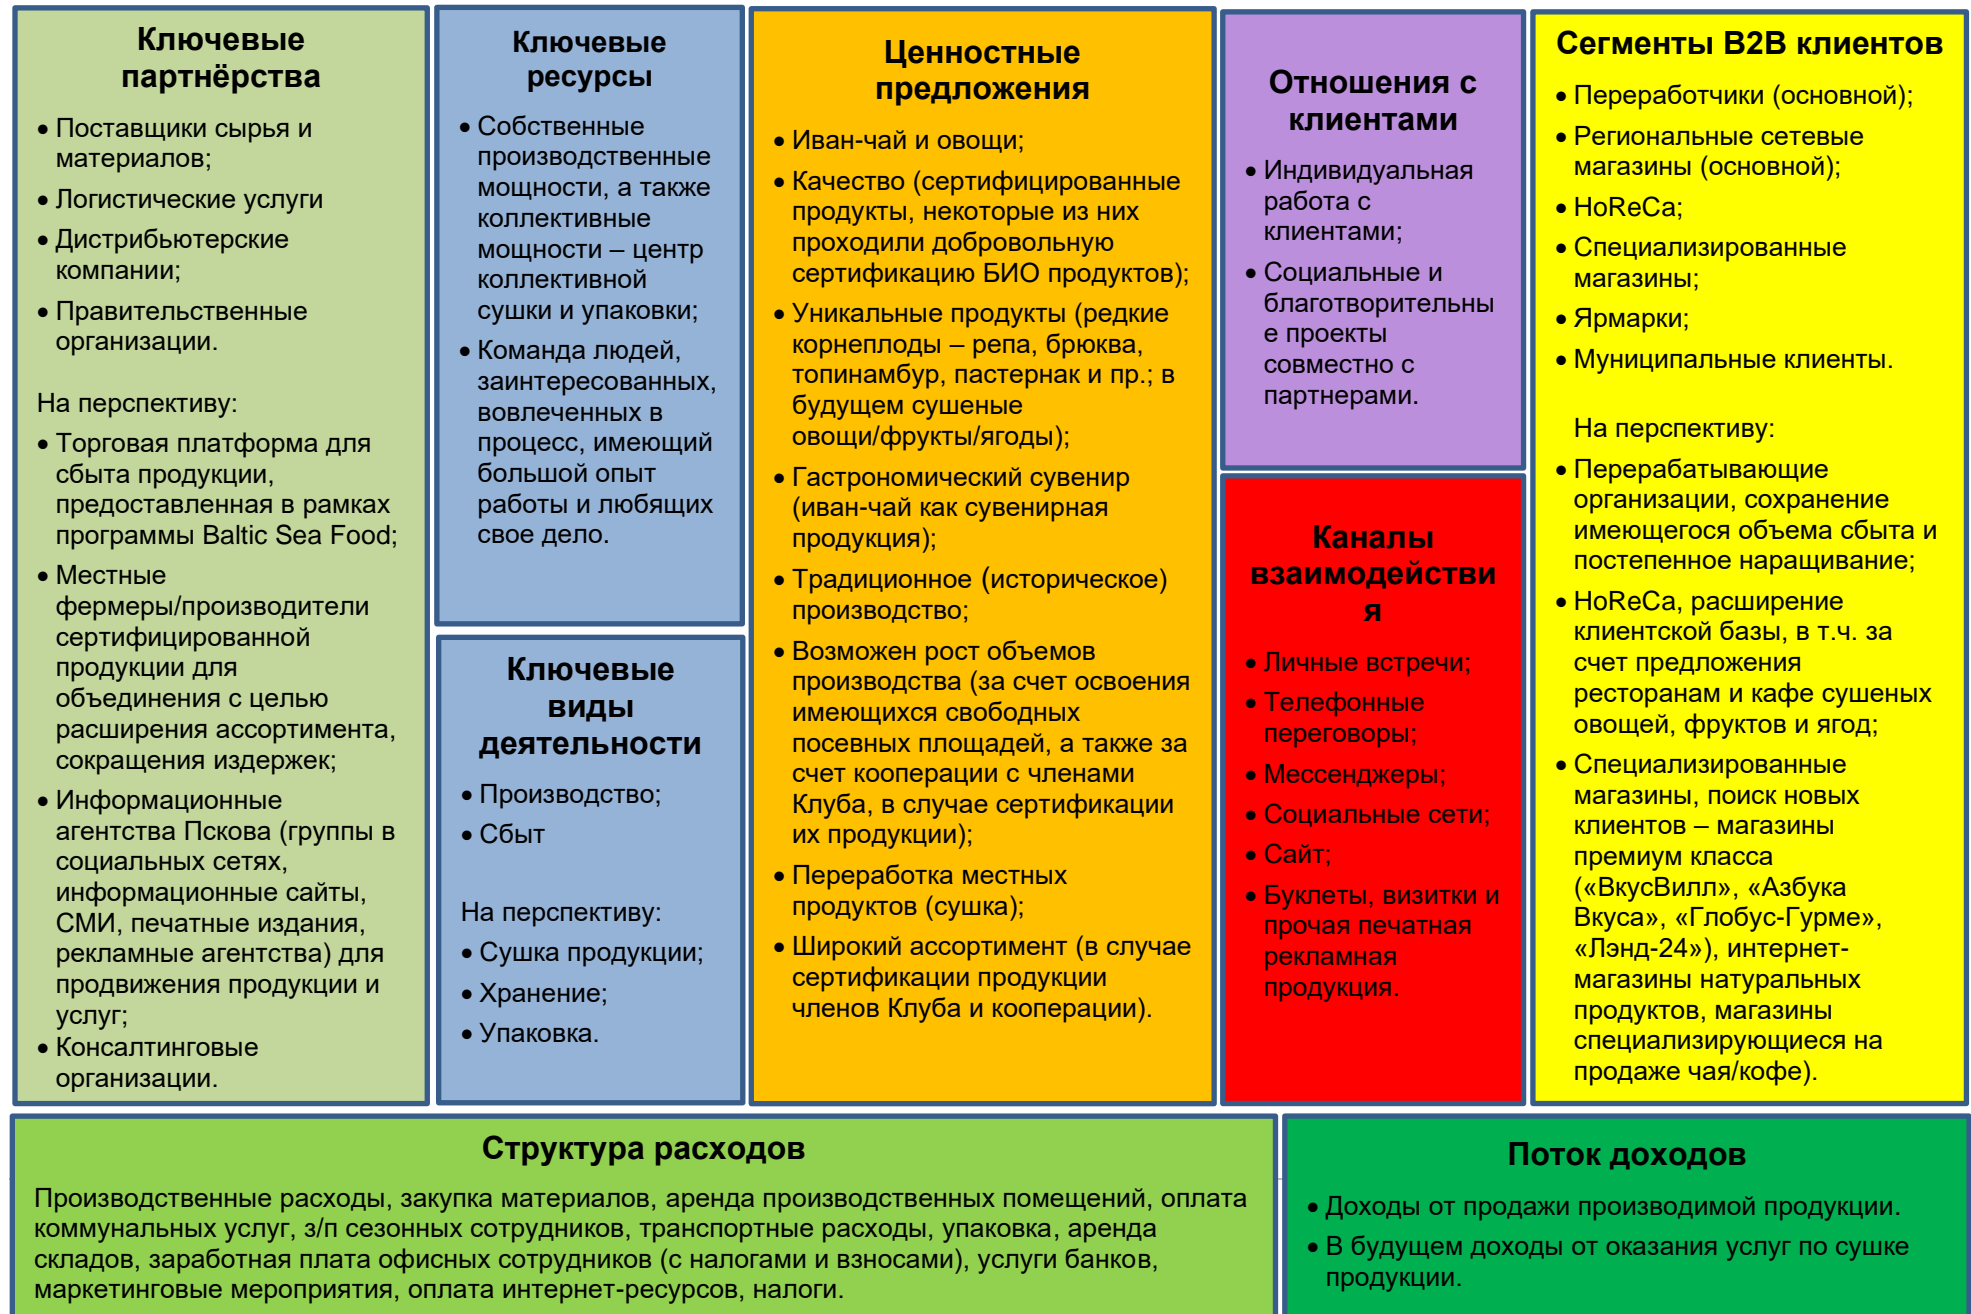 Ключевые
партнёрства
• Поставщики сырья и
материалов;
• Логистические услуги
• Дистрибьютерские
компании;
• Правительственные
организации.
На перспективу:
• Торговая платформа для
сбыта продукции,
предоставленная в рамках
программы Baltic Sea Food;
• Местные
фермеры/производители
сертифицированной
продукции для
объединения с целью
расширения ассортимента,
сокращения издержек;
• Информационные
агентства Пскова (группы в
социальных сетях,
информационные сайты,
СМИ, печатные издания,
рекламные агентства) для
продвижения продукции и
услуг;
• Консалтинговые
организации.
Ключевые
ресурсы
• Собственные
производственные
мощности, а также
коллективные
мощности – центр
коллективной
сушки и упаковки;
• Команда людей,
заинтересованных,
вовлеченных в
процесс, имеющий
большой опыт
работы и любящих
свое дело.
Ключевые
виды
деятельности
• Производство;
• Сбыт
На перспективу:
• Сушка продукции;
• Хранение;
• Упаковка.
Ценностные
предложения
• Иван-чай и овощи;
• Качество (сертифицированные
продукты, некоторые из них
проходили добровольную
сертификацию БИО продуктов);
• Уникальные продукты (редкие
корнеплоды – репа, брюква,
топинамбур, пастернак и пр.; в
будущем сушеные
овощи/фрукты/ягоды);
• Гастрономический сувенир
(иван-чай как сувенирная
продукция);
• Традиционное (историческое)
производство;
• Возможен рост объемов
производства (за счет освоения
имеющихся свободных
посевных площадей, а также за
счет кооперации с членами
Клуба, в случае сертификации
их продукции);
• Переработка местных
продуктов (сушка);
• Широкий ассортимент (в случае
сертификации продукции
членов Клуба и кооперации).
Отношения с
клиентами
• Индивидуальная
работа с
клиентами;
• Социальные и
благотворительны
е проекты
совместно с
партнерами.
Каналы
взаимодействи
я
• Личные встречи;
• Телефонные
переговоры;
• Мессенджеры;
• Социальные сети;
• Сайт;
• Буклеты, визитки и
прочая печатная
рекламная
продукция.
Сегменты B2B клиентов
• Переработчики (основной);
• Региональные сетевые
магазины (основной);
• HoReCa;
• Специализированные
магазины;
• Ярмарки;
• Муниципальные клиенты.
На перспективу:
• Перерабатывающие
организации, сохранение
имеющегося объема сбыта и
постепенное наращивание;
• HoReCa, расширение
клиентской базы, в т.ч. за
счет предложения
ресторанам и кафе сушеных
овощей, фруктов и ягод;
• Специализированные
магазины, поиск новых
клиентов – магазины
премиум класса
(«ВкусВилл», «Азбука
Вкуса», «Глобус-Гурме»,
«Лэнд-24»), интернет-
магазины натуральных
продуктов, магазины
специализирующиеся на
продаже чая/кофе).
Структура расходов
Производственные расходы, закупка материалов, аренда производственных помещений, оплата
коммунальных услуг, з/п сезонных сотрудников, транспортные расходы, упаковка, аренда
складов, заработная плата офисных сотрудников (с налогами и взносами), услуги банков,
маркетинговые мероприятия, оплата интернет-ресурсов, налоги.
Поток доходов
• Доходы от продажи производимой продукции.
• В будущем доходы от оказания услуг по сушке
продукции.